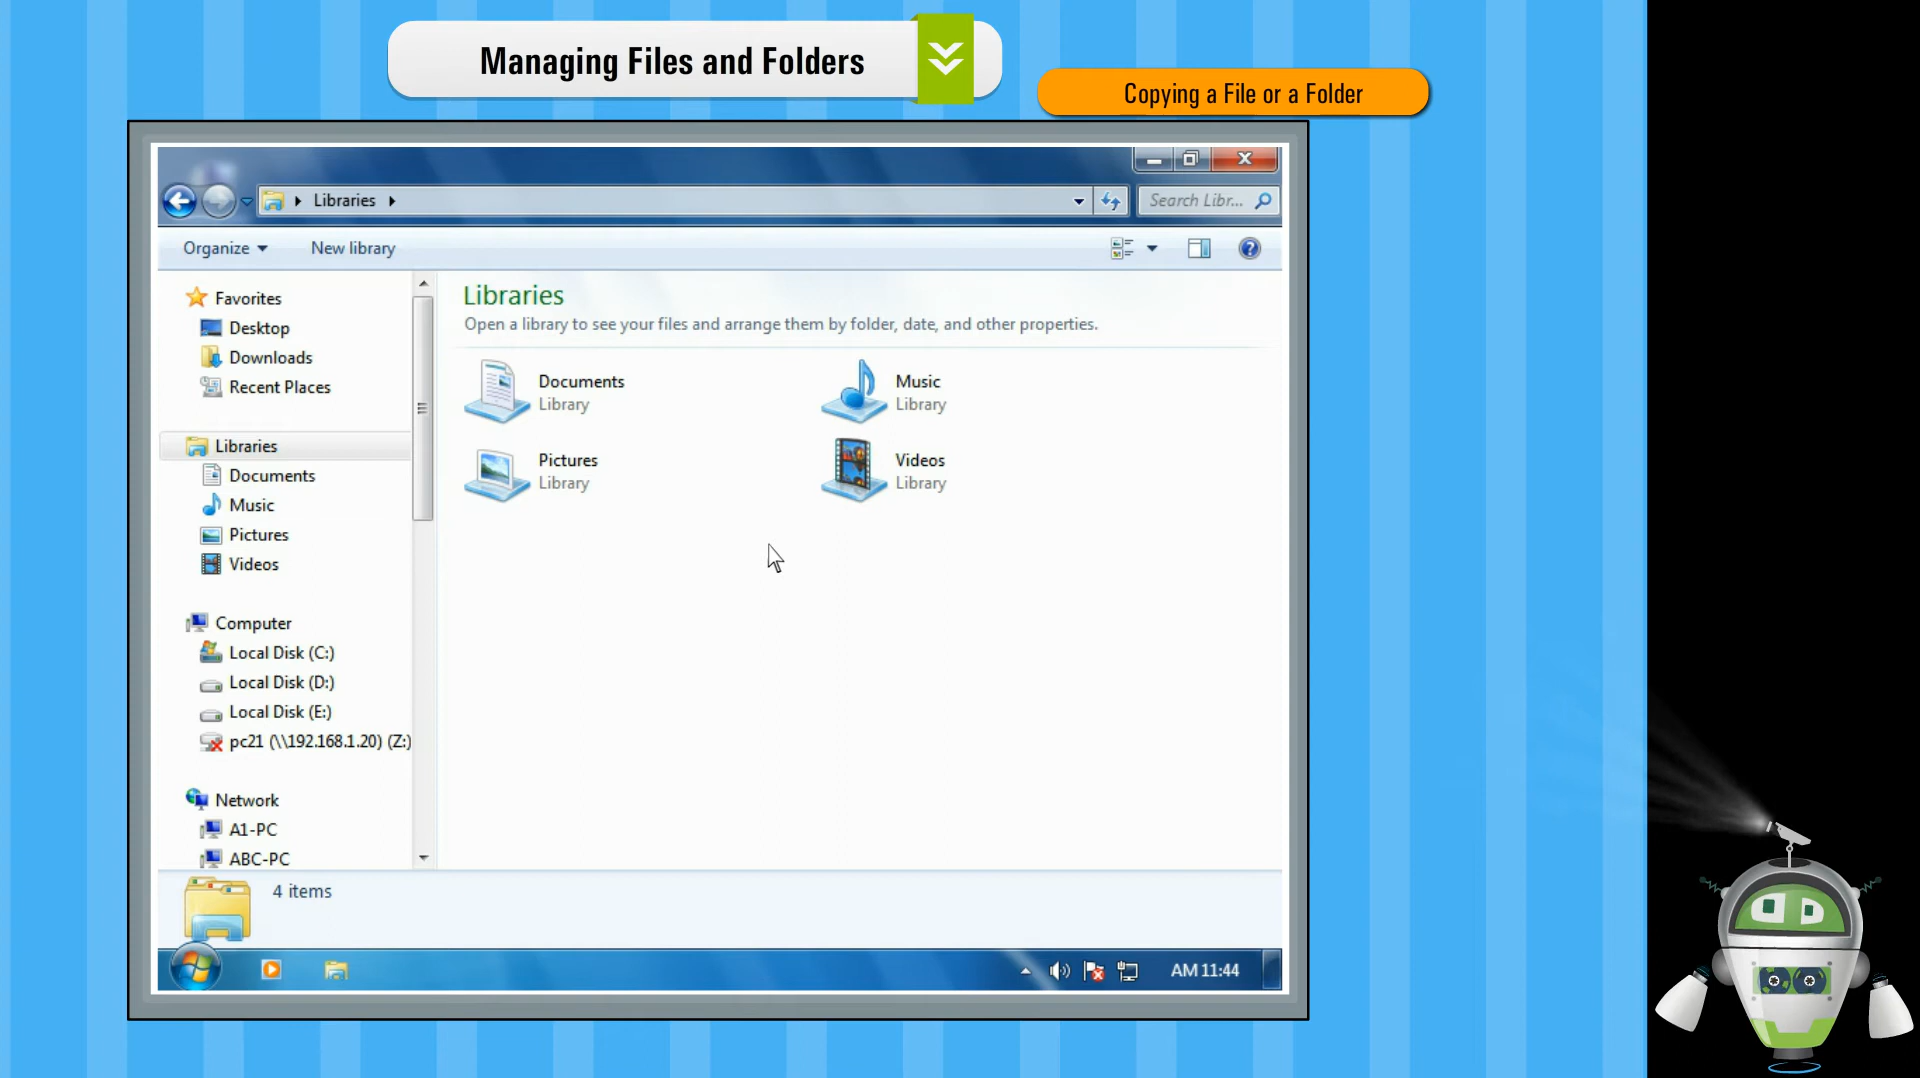 Managing Files and Folders
Copying a File or a Folder
Libraries
Search Libr...
Organize
New library
Favorites
Desktop
Downloads
Recent Places
Libraries
Documents
Music
Pictures
Videos
Computer
Local Disk (C:)
Local Disk (D:)
Local Disk (E:)
pc21 (\\192.168.1.20) (Z:)
Network
A1-PC
ABC-PC
Libraries
Open a library to see your files and arrange them by folder, date, and other properties.
Documents
Library
Music
Library
Pictures
Library
Videos
Library
4 items
AM 11:44